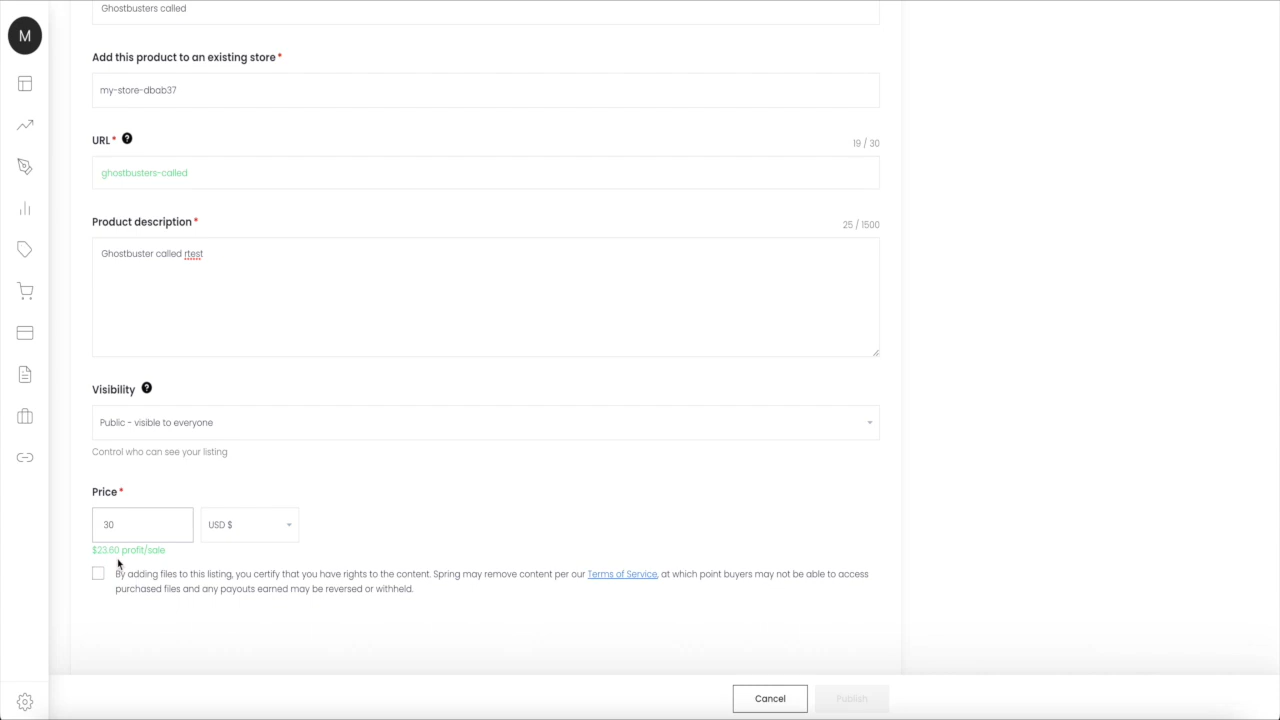 M
Ghostbusters called
Add this product to an existing store*
my-store-dbab37
URL* ?
19 / 30
ghostbusters-called
Product description*
25 / 1500
Ghostbuster called rtest
Visibility ?
Public - visible to everyone
Control who can see your listing
Price*
30
USD $
$23.60 profit/sale
By adding files to this listing, you certify that you have rights to the content. Spring may remove content per our Terms of Service, at which point buyers may not be able to access
purchased files and any payouts earned may be reversed or withheld.
Cancel
Publish